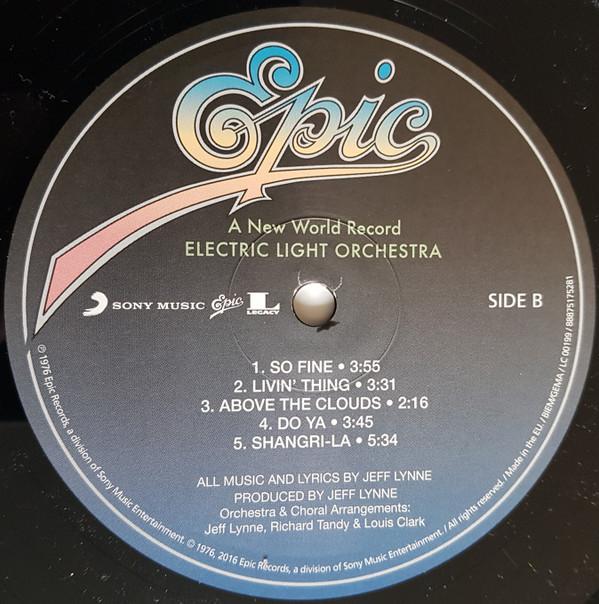 Epic
A New World Record
ELECTRIC LIGHT ORCHESTRA
SONY MUSIC Epic L LEGACY
SIDE B
1. SO FINE • 3:55
2. LIVIN' THING • 3:31
3. ABOVE THE CLOUDS • 2:16
4. DO YA • 3:45
5. SHANGRI-LA • 5:34
ALL MUSIC AND LYRICS BY JEFF LYNNE
PRODUCED BY JEFF LYNNE
Orchestra & Choral Arrangements:
Jeff Lynne, Richard Tandy & Louis Clark
℗ 1976 Epic Records, a division of Sony Music Entertainment. © 1976, 2016 Epic Records, a division of Sony Music Entertainment. / All rights reserved. / Made in the EU. / BIEM/GEMA / LC 00199 / 88875175281